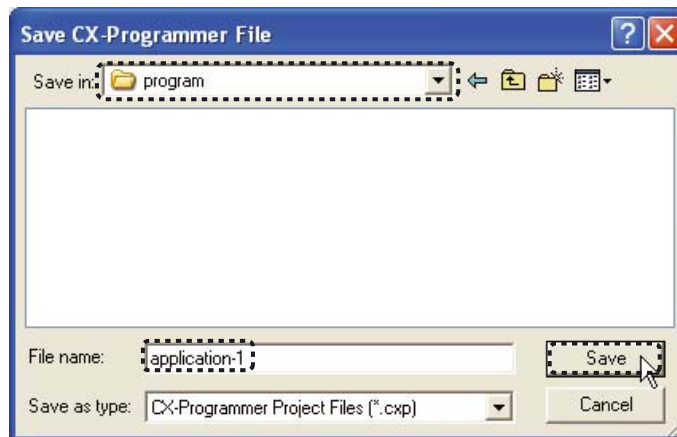 Save CX-Programmer File
Save in: program
File name: application-1 Save
Save as type: CX-Programmer Project Files (*.cxp) Cancel